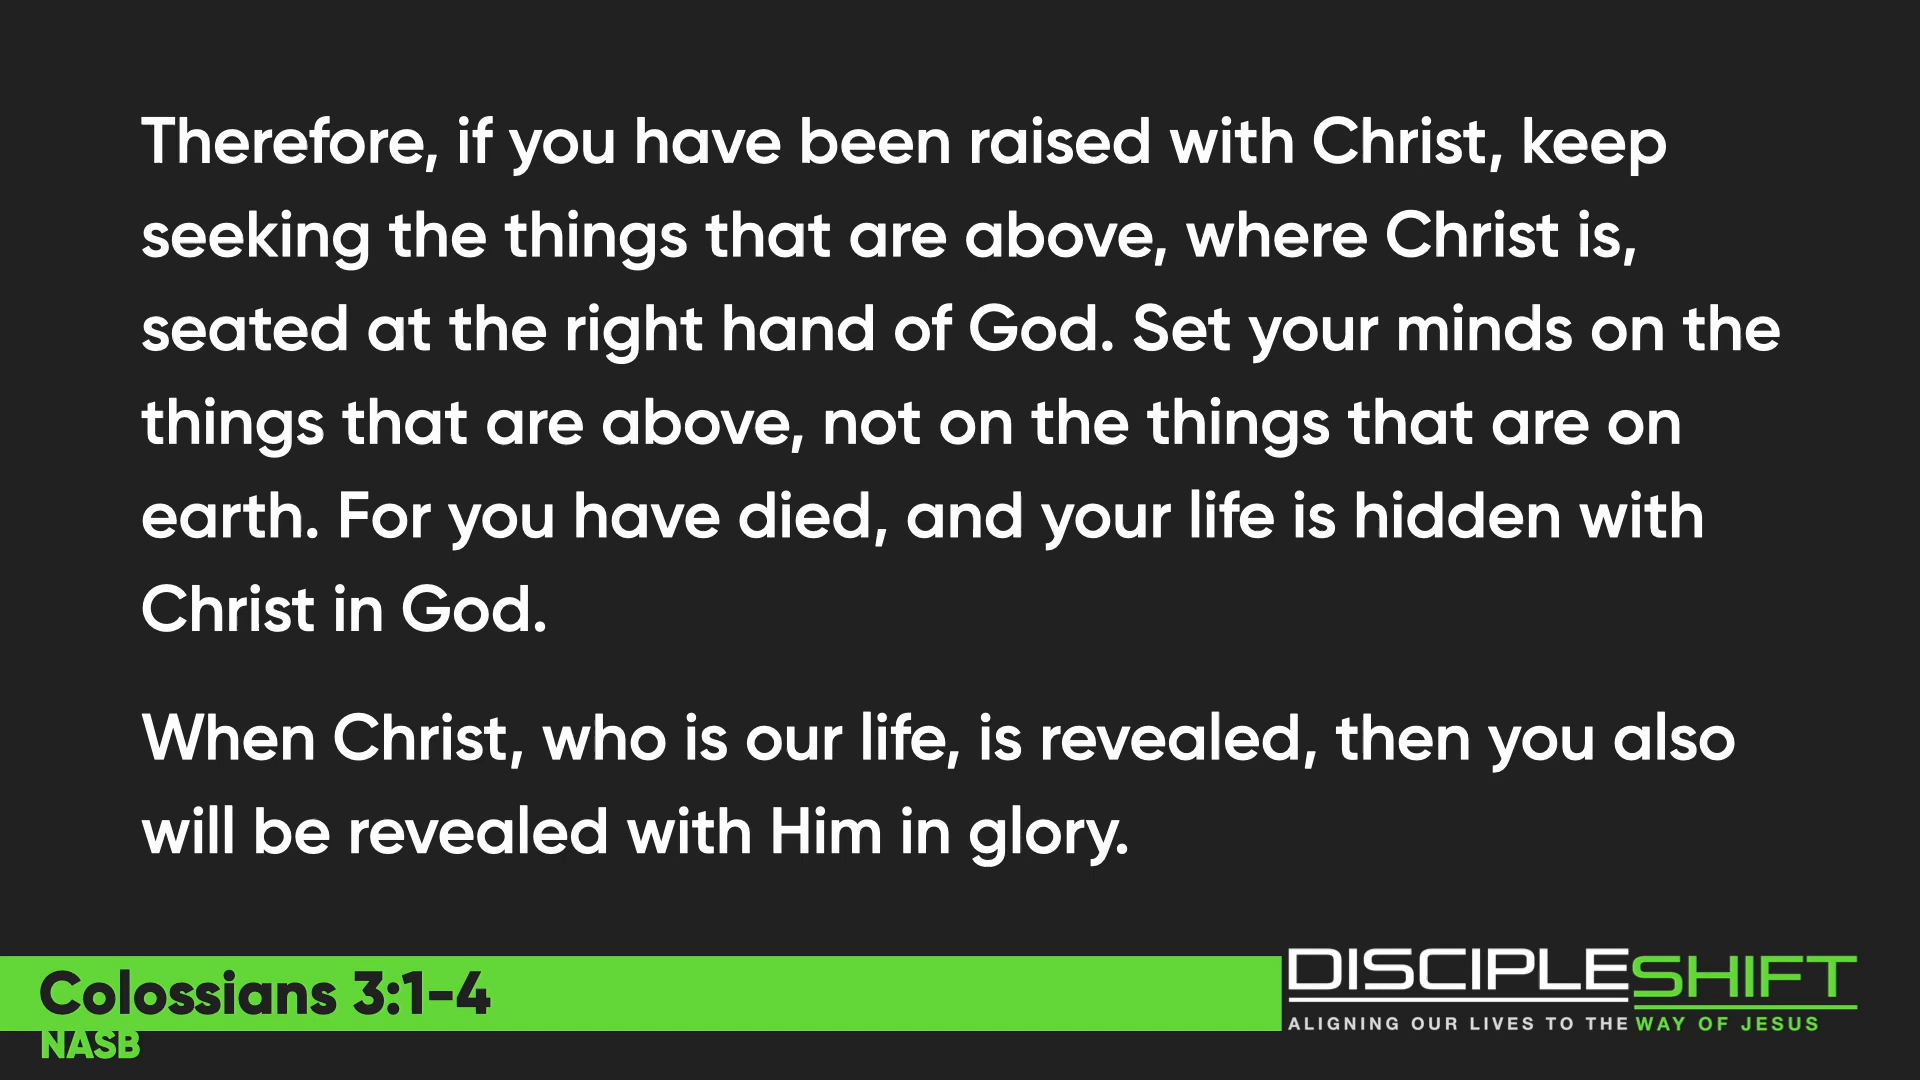 Therefore, if you have been raised with Christ, keep
seeking the things that are above, where Christ is,
seated at the right hand of God. Set your minds on the
things that are above, not on the things that are on
earth. For you have died, and your life is hidden with
Christ in God.
When Christ, who is our life, is revealed, then you also
will be revealed with Him in glory.
Colossians 3:1-4
NASB
DISCIPLESHIFT
ALIGNING OUR LIVES TO THE WAY OF JESUS